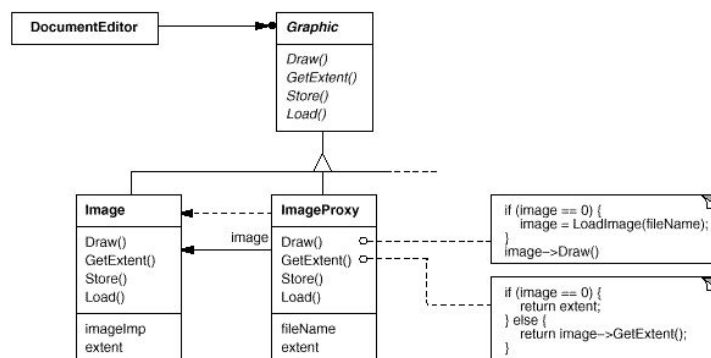 DocumentEditor
Graphic
Draw()
GetExtent()
Store()
Load()
Image
Draw()
GetExtent()
Store()
Load()
imageImp
extent
image
ImageProxy
Draw()
GetExtent()
Store()
Load()
fileName
extent
if (image == 0) {
image = LoadImage(fileName);
}
image->Draw()
if (image == 0) {
return extent;
} else {
return image->GetExtent();
}